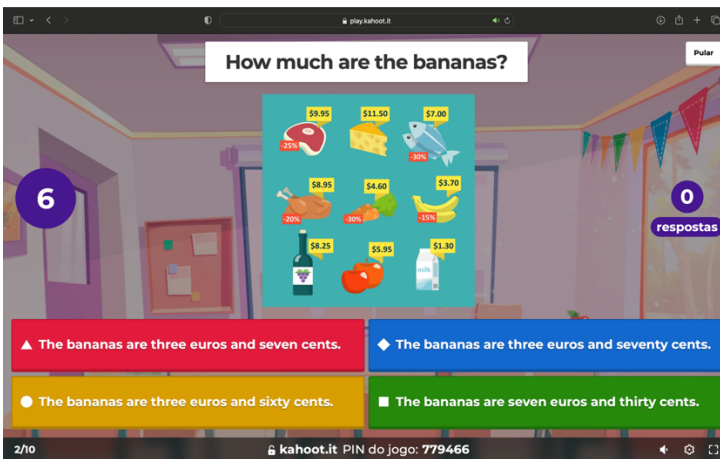 play.kahoot.it
How much are the bananas?
Pular
$9.95
$11.50
$7.00
-25%
-30%
6
$8.95
$4.60
$3.70
-20%
-30%
-15%
0
respostas
$8.25
$5.95
$1.30
milk
The bananas are three euros and seven cents.
The bananas are three euros and seventy cents.
The bananas are three euros and sixty cents.
The bananas are seven euros and thirty cents.
2/10
kahoot.it PIN do jogo: 779466